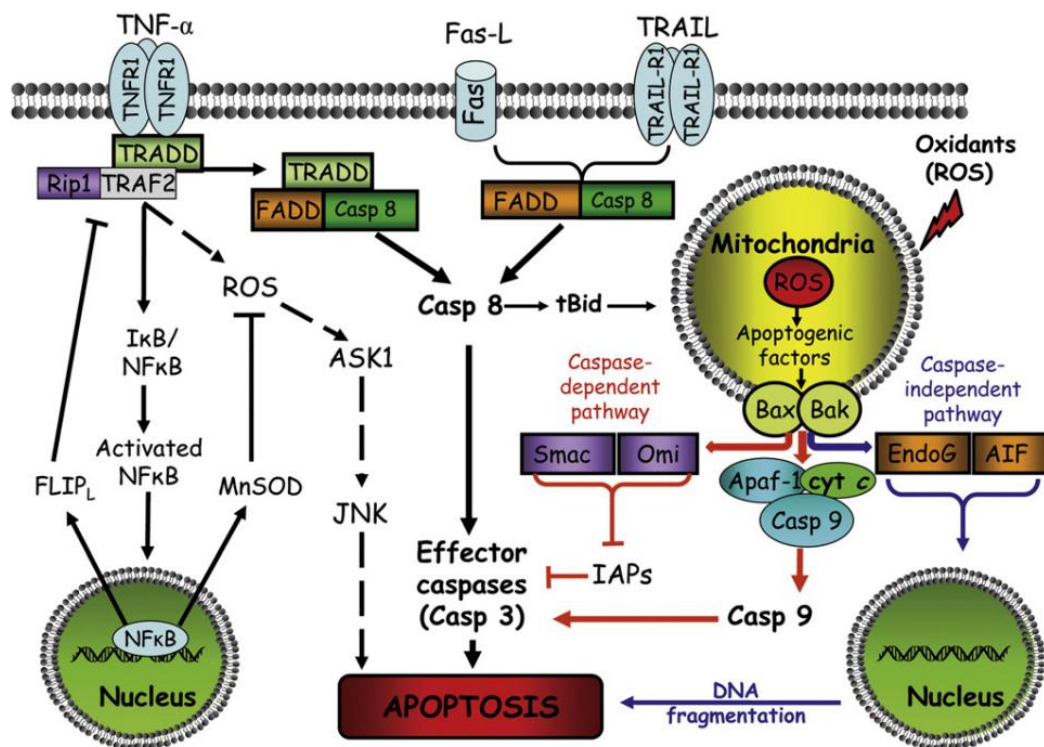 TNF-α
Fas-L
TRAIL
TNFR1
TNFR1
Fas
TRAIL-R1
TRAIL-R1
TRADD
Rip1
TRAF2
TRADD
FADD
Casp 8
FADD
Casp 8
Oxidants
(ROS)
Mitochondria
ROS
Apoptogenic
factors
Bax
Bak
ROS
Casp 8
tBid
IκB/
NFκB
ASK1
Caspase-
dependent
pathway
Caspase-
independent
pathway
Activated
NFκB
Smac
Omi
EndoG
AIF
FLIPL
MnSOD
JNK
Apaf-1
cyt c
Casp 9
Effector
caspases
(Casp 3)
IAPs
Casp 9
NFκB
Nucleus
APOPTOSIS
DNA
fragmentation
Nucleus